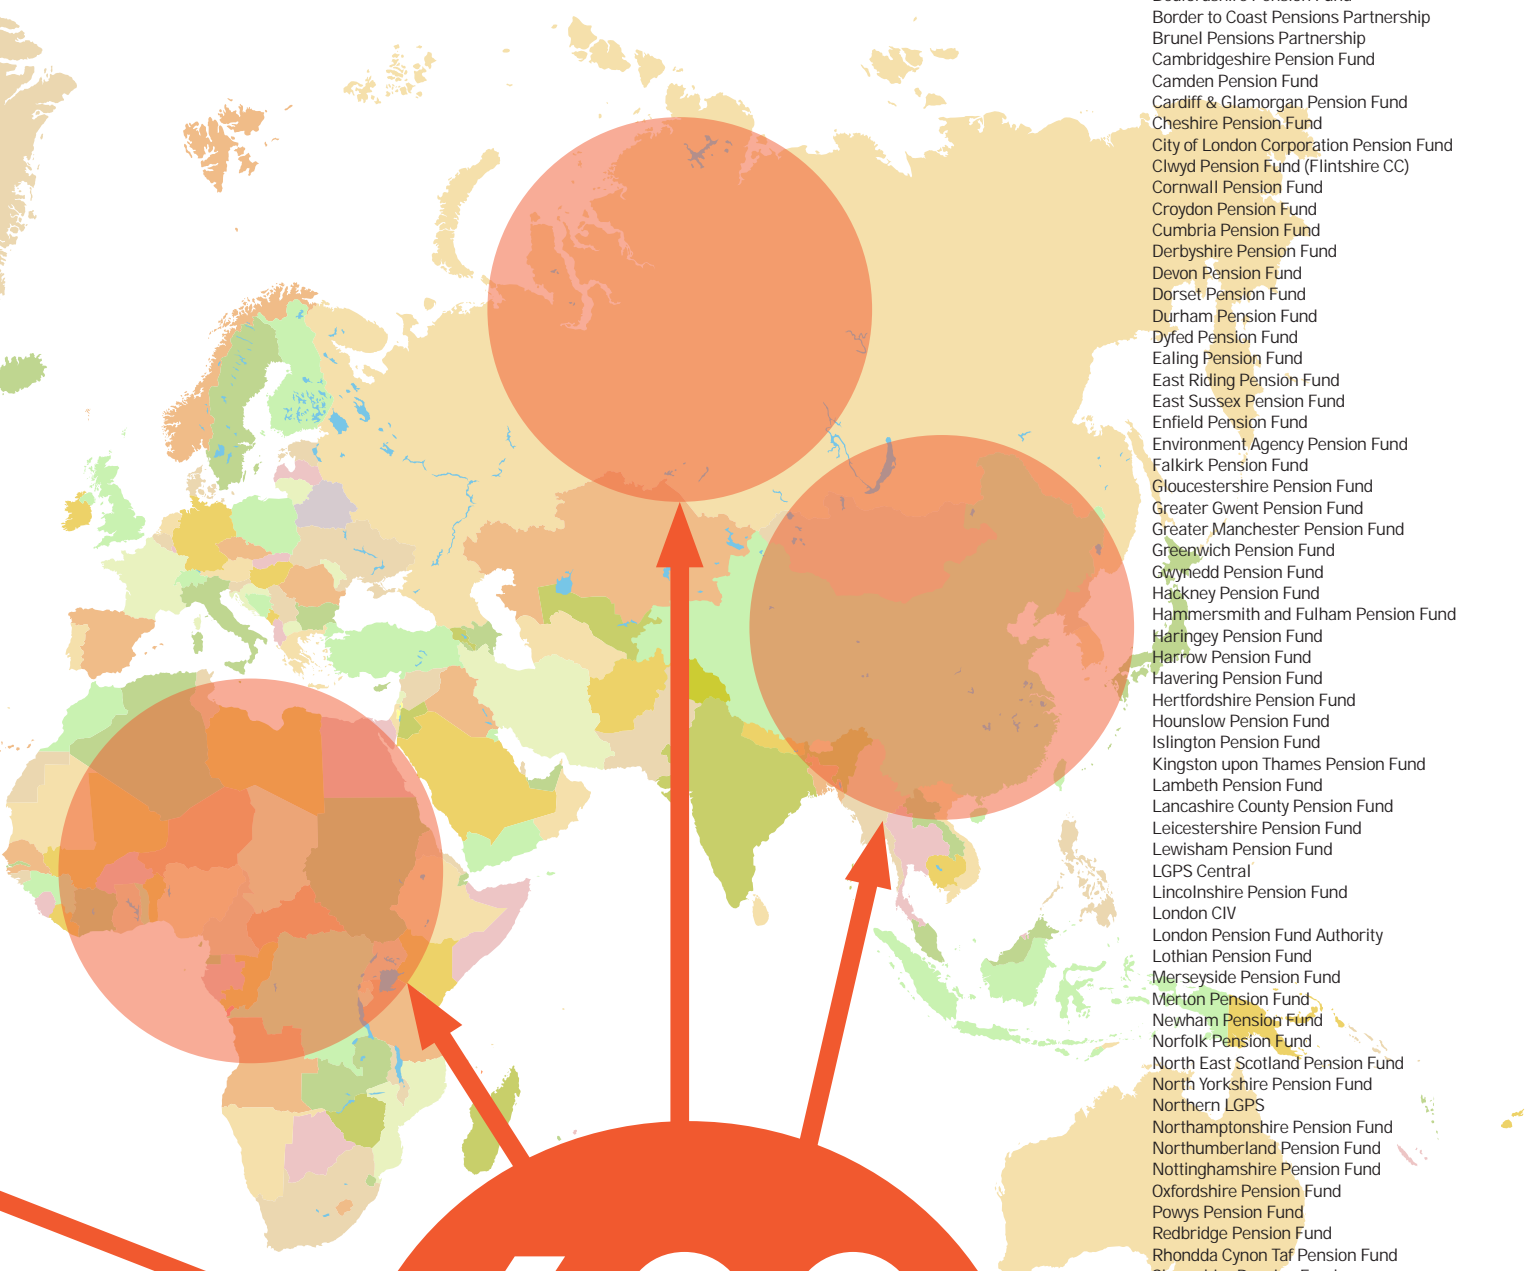 Border to Coast Pensions Partnership
Brunel Pensions Partnership
Cambridgeshire Pension Fund
Camden Pension Fund
Cardiff & Glamorgan Pension Fund
Cheshire Pension Fund
City of London Corporation Pension Fund
Clwyd Pension Fund (Flintshire CC)
Cornwall Pension Fund
Croydon Pension Fund
Cumbria Pension Fund
Derbyshire Pension Fund
Devon Pension Fund
Dorset Pension Fund
Durham Pension Fund
Dyfed Pension Fund
Ealing Pension Fund
East Riding Pension Fund
East Sussex Pension Fund
Enfield Pension Fund
Environment Agency Pension Fund
Falkirk Pension Fund
Gloucestershire Pension Fund
Greater Gwent Pension Fund
Greater Manchester Pension Fund
Greenwich Pension Fund
Gwynedd Pension Fund
Hackney Pension Fund
Hammersmith and Fulham Pension Fund
Haringey Pension Fund
Harrow Pension Fund
Havering Pension Fund
Hertfordshire Pension Fund
Hounslow Pension Fund
Islington Pension Fund
Kingston upon Thames Pension Fund
Lambeth Pension Fund
Lancashire County Pension Fund
Leicestershire Pension Fund
Lewisham Pension Fund
LGPS Central
Lincolnshire Pension Fund
London CIV
London Pension Fund Authority
Lothian Pension Fund
Merseyside Pension Fund
Merton Pension Fund
Newham Pension Fund
Norfolk Pension Fund
North East Scotland Pension Fund
North Yorkshire Pension Fund
Northern LGPS
Northamptonshire Pension Fund
Northumberland Pension Fund
Nottinghamshire Pension Fund
Oxfordshire Pension Fund
Powys Pension Fund
Redbridge Pension Fund
Rhondda Cynon Taf Pension Fund